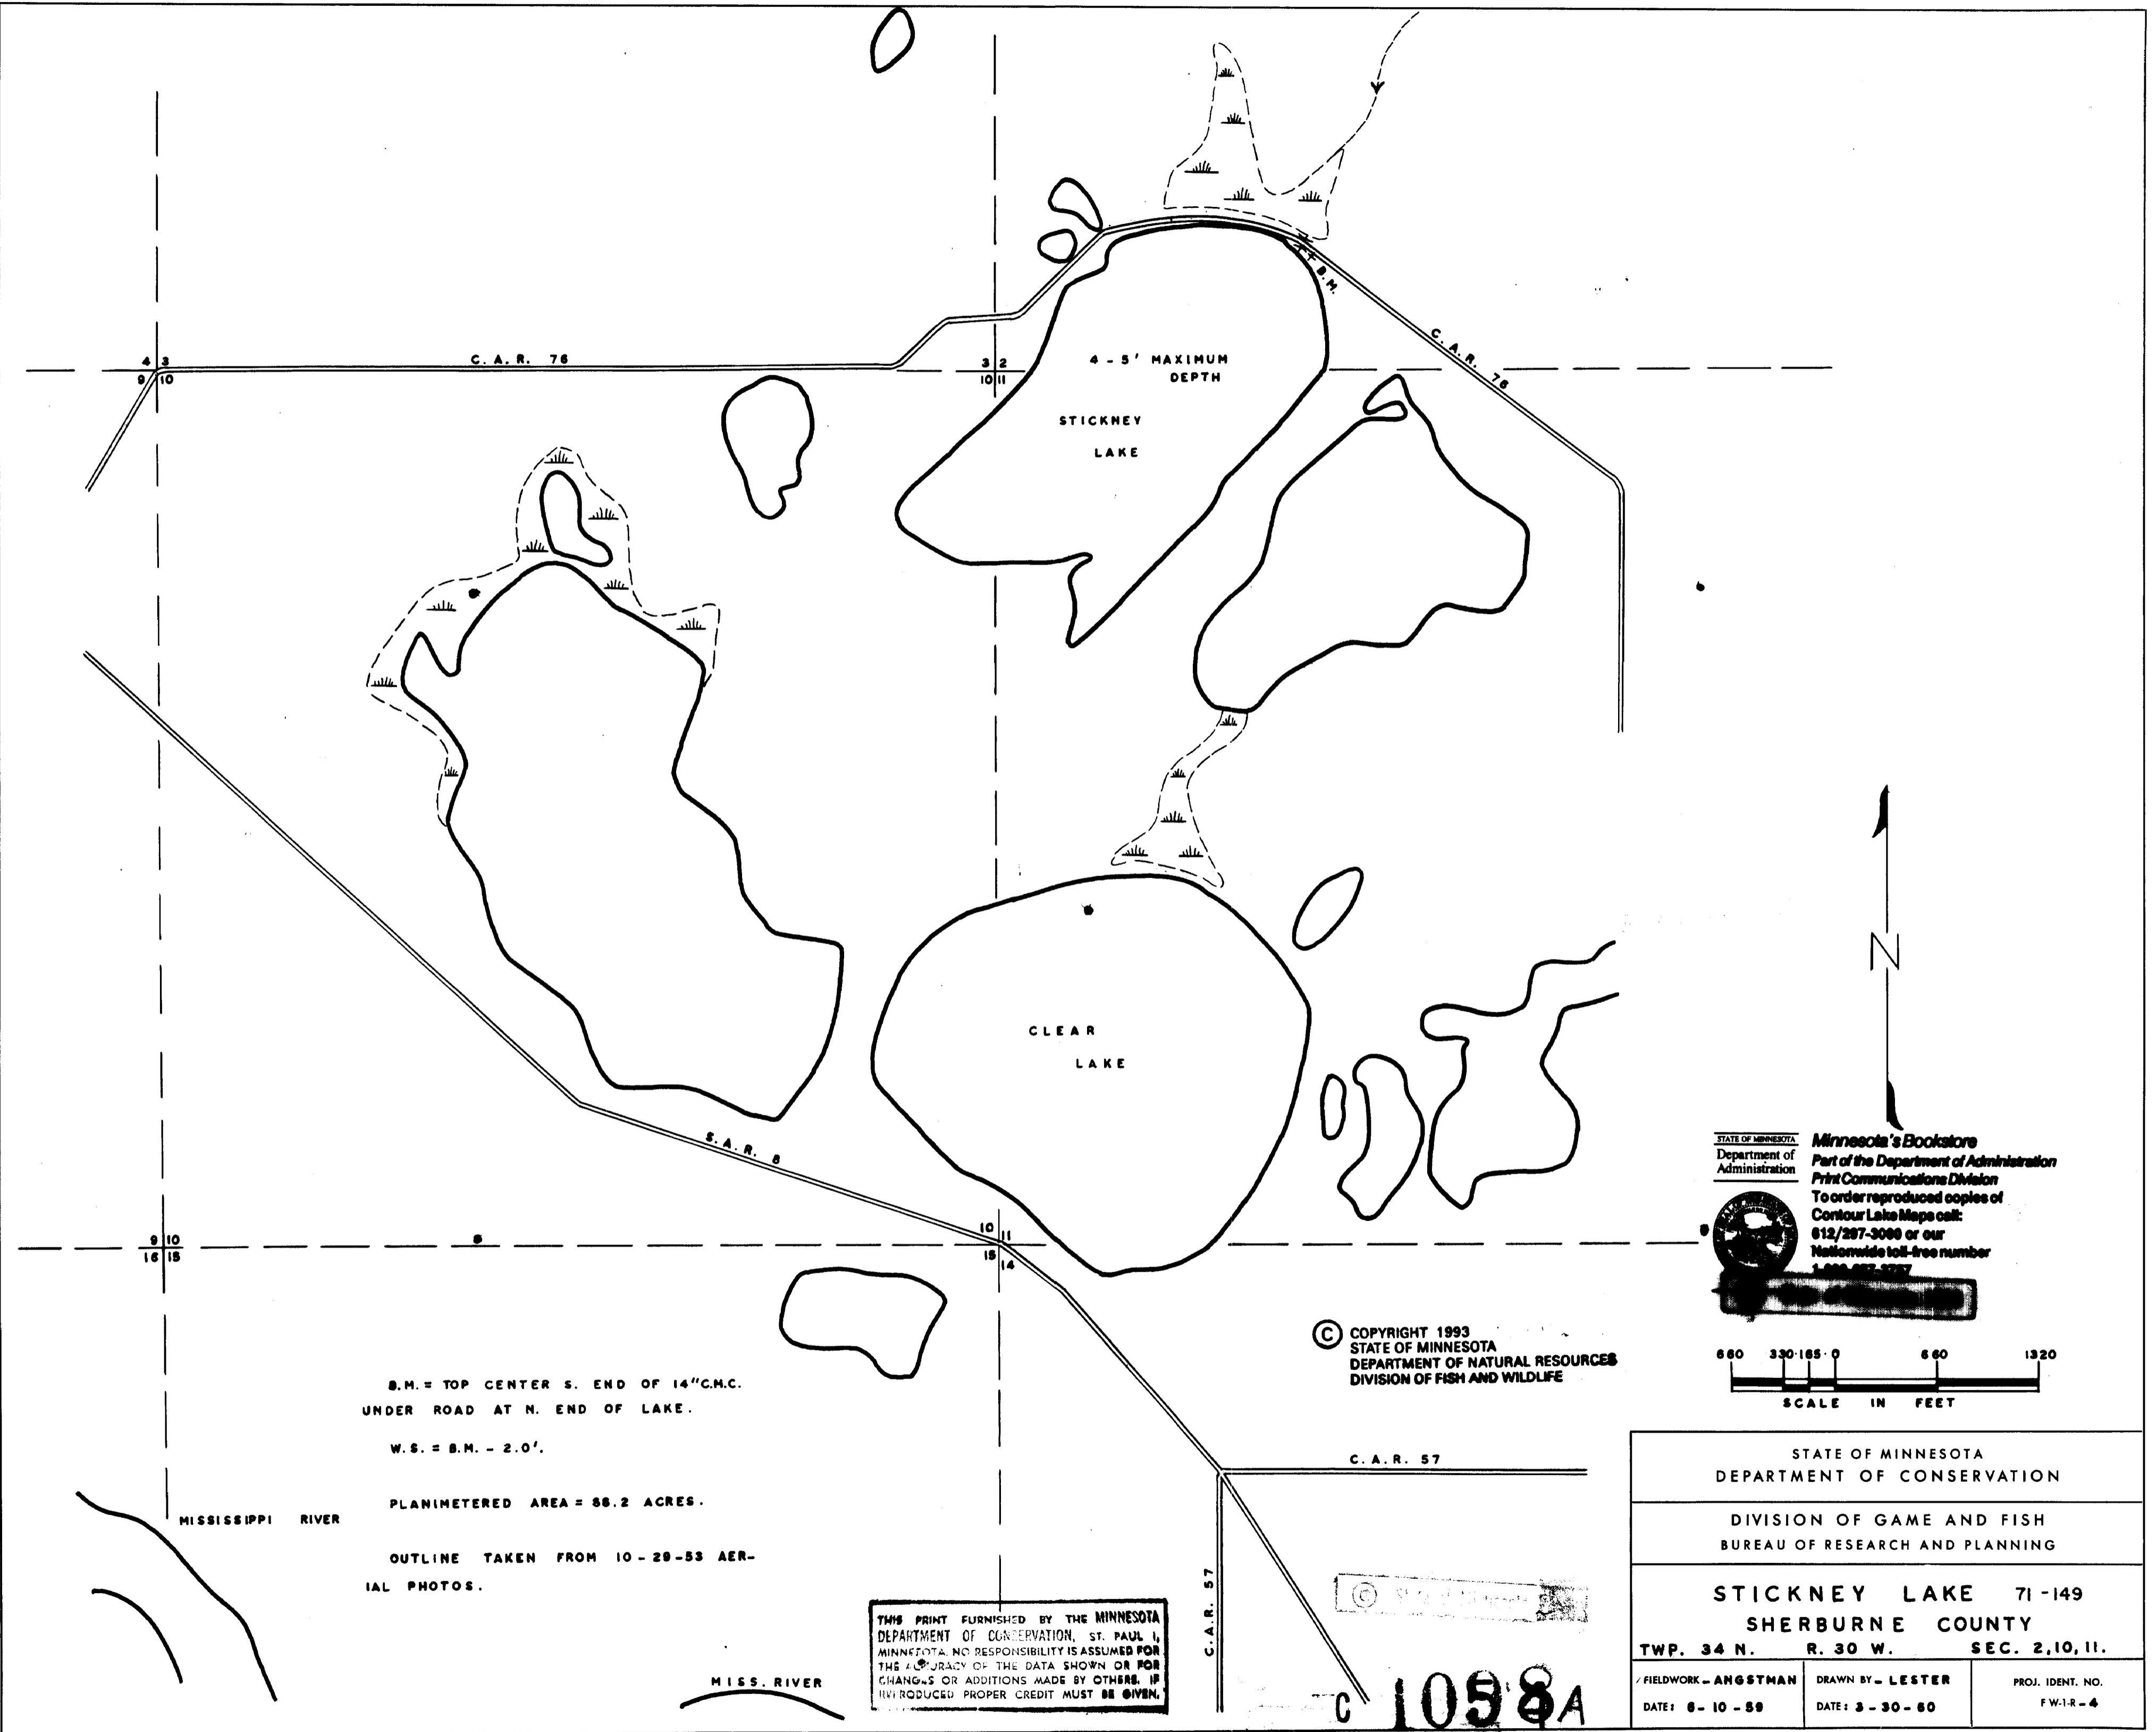 B.M.
C. A. R. 76
C. A. R. 76
4 3
9 10
3 2
10 11
4 - 5' MAXIMUM
DEPTH
STICKNEY
LAKE
CLEAR
LAKE
N
S. A. R. 8
9 10
16 15
10 11
15 14
STATE OF MINNESOTA
Department of
Administration
Minnesota's Bookstore
Part of the Department of Administration
Print Communications Division
To order reproduced copies of
Contour Lake Maps call:
612/297-3000 or our
Nationwide toll-free number
660 330 165 0 660 1320
SCALE IN FEET
© COPYRIGHT 1993
STATE OF MINNESOTA
DEPARTMENT OF NATURAL RESOURCES
DIVISION OF FISH AND WILDLIFE
B.M. = TOP CENTER S. END OF 14" C.M.C.
UNDER ROAD AT N. END OF LAKE.
W.S. = B.M. - 2.0'.
PLANIMETERED AREA = ACRES.
OUTLINE TAKEN FROM 10-29-53 AER-
IAL PHOTOS.
MISSISSIPPI RIVER
MISS. RIVER
C. A. R. 57
C. A. R. 57
THIS PRINT FURNISHED BY THE MINNESOTA
DEPARTMENT OF CONSERVATION, ST. PAUL 1,
MINNESOTA. NO RESPONSIBILITY IS ASSUMED FOR
THE ACCURACY OF THE DATA SHOWN OR FOR
CHANGES OR ADDITIONS MADE BY OTHERS. IF
REPRODUCED PROPER CREDIT MUST BE GIVEN.
©
C
STATE OF MINNESOTA
DEPARTMENT OF CONSERVATION
DIVISION OF GAME AND FISH
BUREAU OF RESEARCH AND PLANNING
STICKNEY LAKE 71-149
SHERBURNE COUNTY
TWP. 34 N. R. 30 W. SEC. 2, 10, 11.
FIELDWORK - ANGSTMAN
DATE: 6-10-59
DRAWN BY - LESTER
DATE: 3-30-60
PROJ. IDENT. NO.
FW-1-R-4